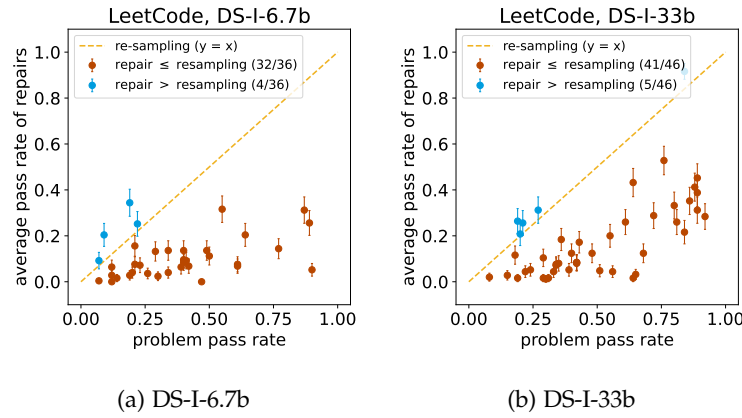 LeetCode, DS-I-6.7b
re-sampling (y = x)
repair ≤ resampling (32/36)
repair > resampling (4/36)
average pass rate of repairs
1.0
0.8
0.6
0.4
0.2
0.0
0.00 0.25 0.50 0.75 1.00
problem pass rate
(a) DS-I-6.7b
LeetCode, DS-I-33b
re-sampling (y = x)
repair ≤ resampling (41/46)
repair > resampling (5/46)
average pass rate of repairs
1.0
0.8
0.6
0.4
0.2
0.0
0.00 0.25 0.50 0.75 1.00
problem pass rate
(b) DS-I-33b